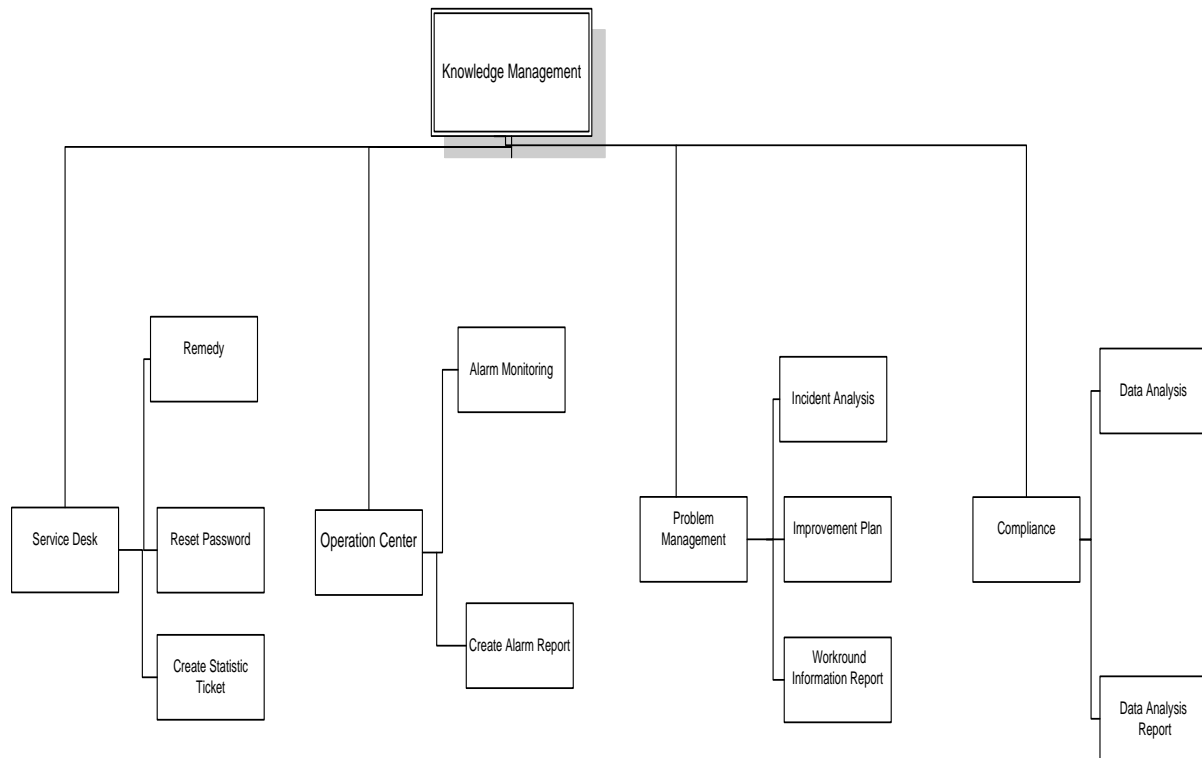 Knowledge Management
Service Desk
Remedy
Reset Password
Create Statistic
Ticket
Operation Center
Alarm Monitoring
Create Alarm Report
Problem
Management
Incident Analysis
Improvement Plan
Workround
Information Report
Compliance
Data Analysis
Data Analysis
Report